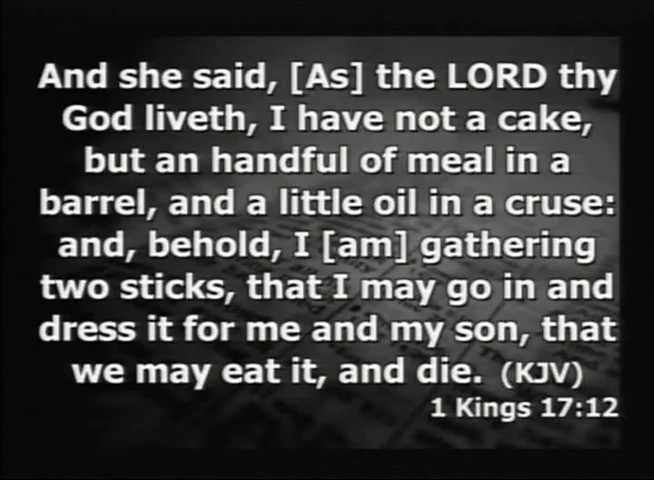 And she said, [As] the LORD thy
God liveth, I have not a cake,
but an handful of meal in a
barrel, and a little oil in a cruse:
and, behold, I [am] gathering
two sticks, that I may go in and
dress it for me and my son, that
we may eat it, and die. (KJV)
1 Kings 17:12